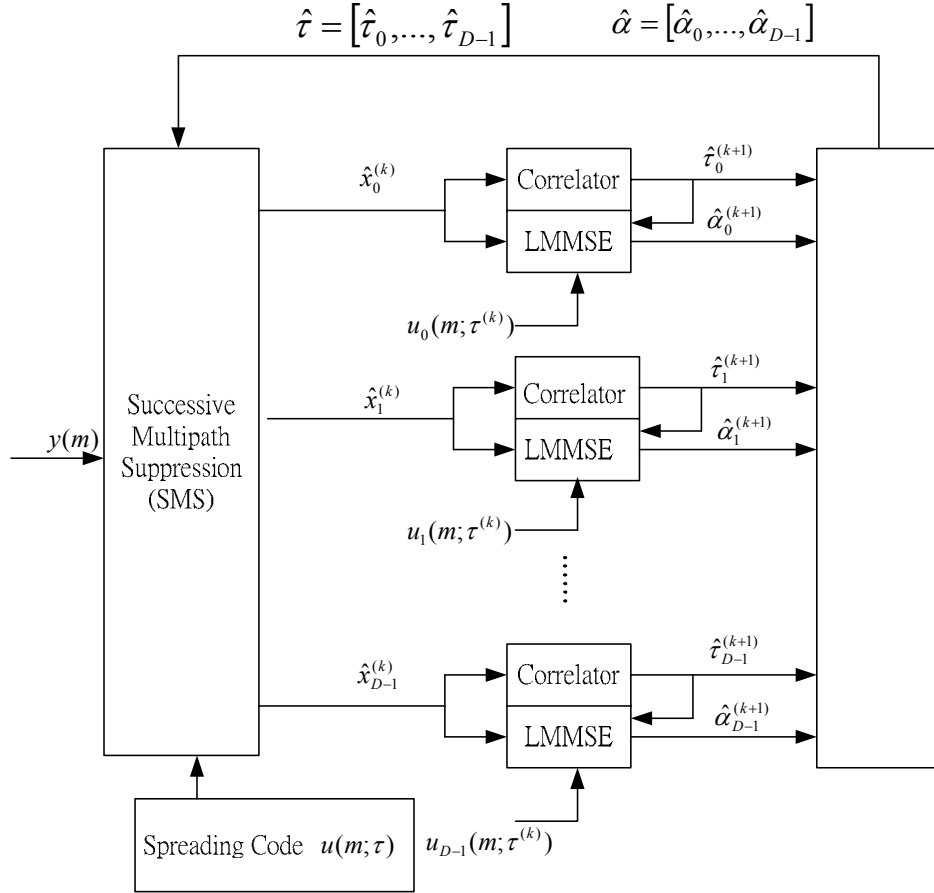 τ̂ = [τ̂_0,..., τ̂_{D−1}]   α̂ = [α̂_0,..., α̂_{D−1}]
x̂_0^{(k)}
Correlator
LMMSE
τ̂_0^{(k+1)}
α̂_0^{(k+1)}
u_0(m;τ^{(k)})
y(m)
Successive
Multipath
Suppression
(SMS)
x̂_1^{(k)}
Correlator
LMMSE
τ̂_1^{(k+1)}
α̂_1^{(k+1)}
u_1(m;τ^{(k)})
......
x̂_{D−1}^{(k)}
Correlator
LMMSE
τ̂_{D−1}^{(k+1)}
α̂_{D−1}^{(k+1)}
Spreading Code u(m;τ)
u_{D−1}(m;τ^{(k)})